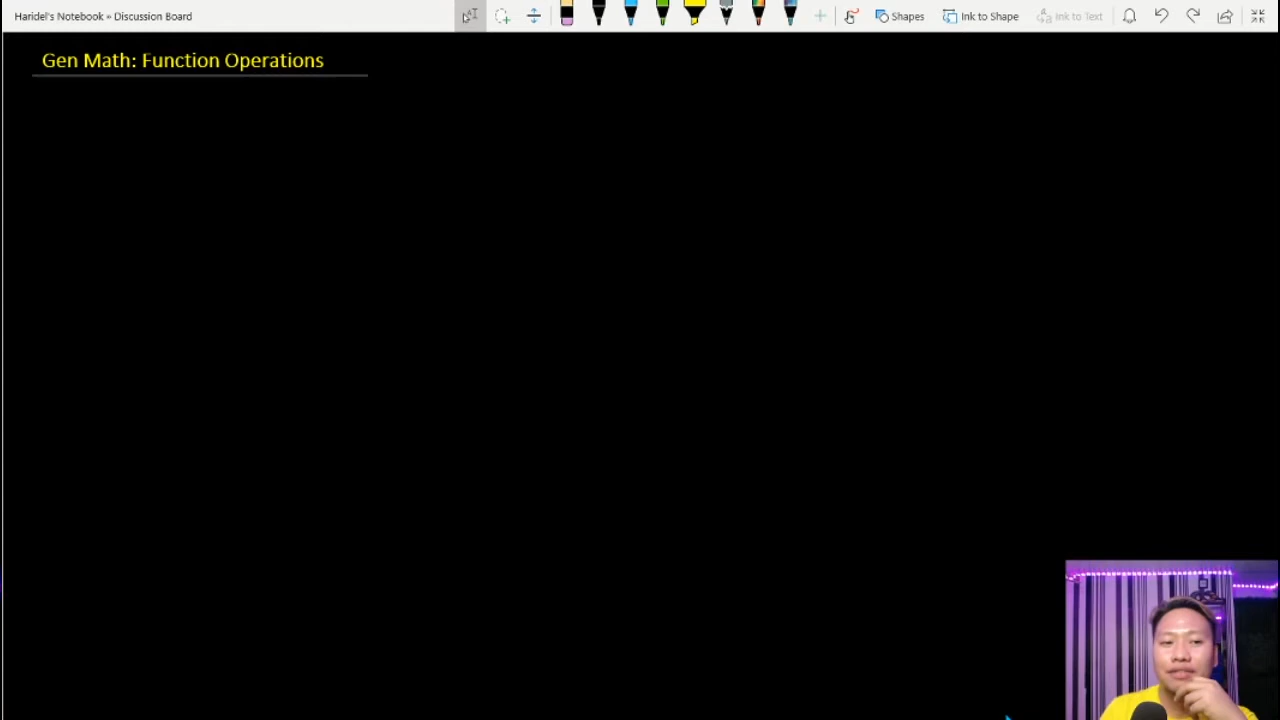 Haridel's Notebook » Discussion Board
Shapes
Ink to Shape
Ink to Text
Gen Math: Function Operations